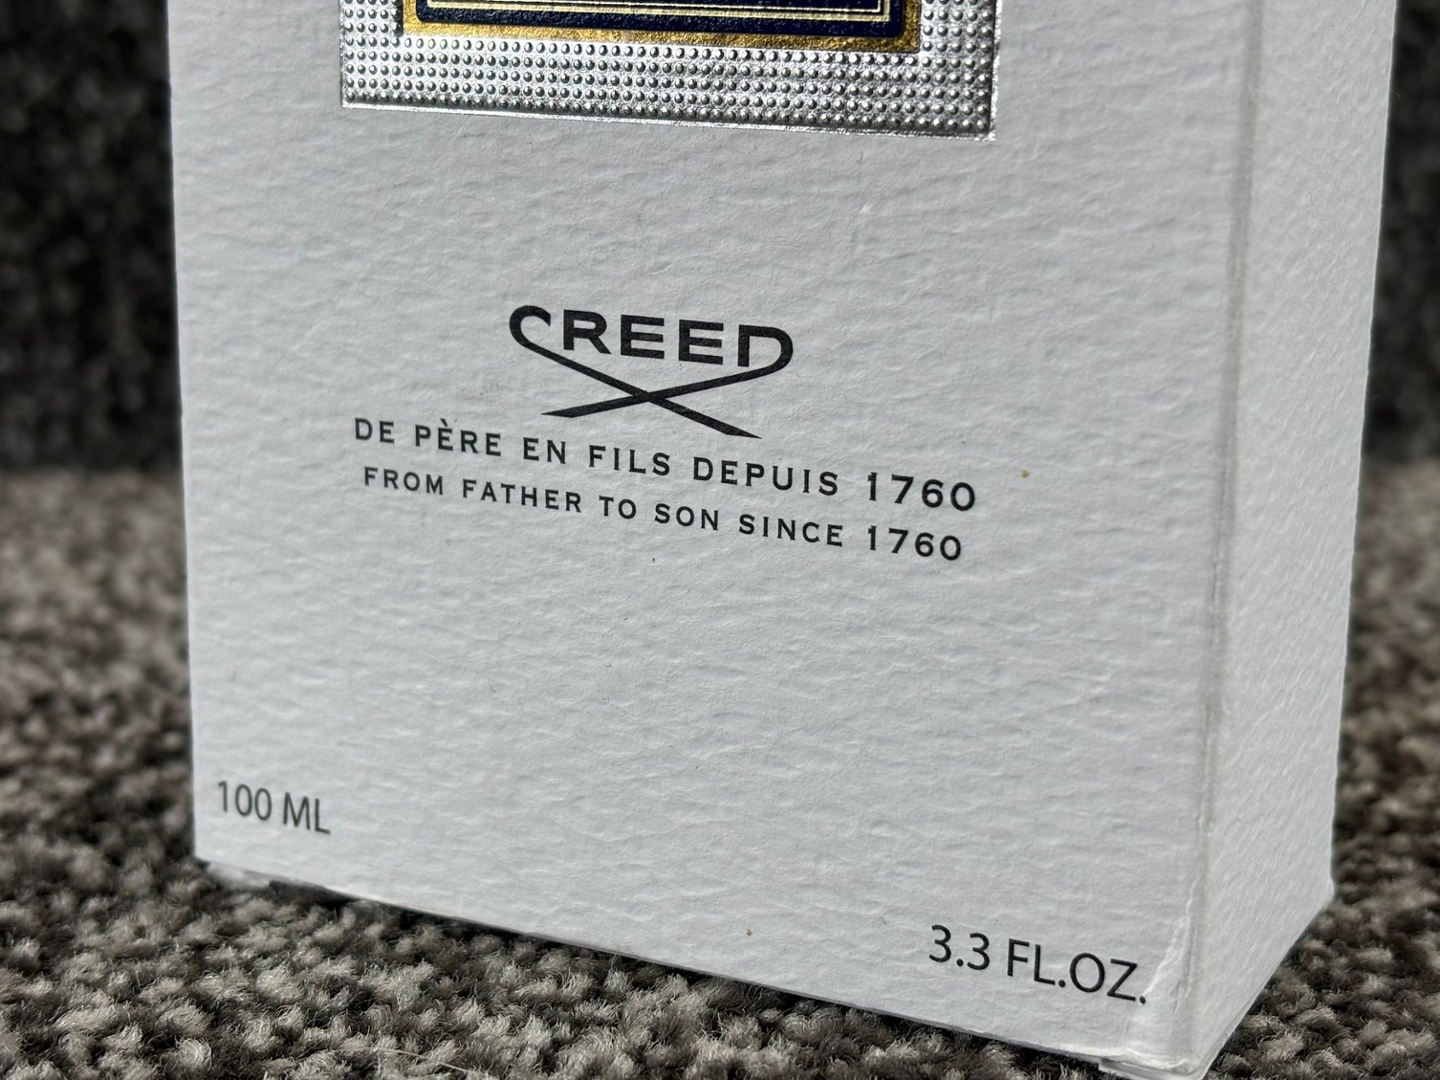 CREED
DE PÈRE EN FILS DEPUIS 1760
FROM FATHER TO SON SINCE 1760
100 ML
3.3 FL.OZ.